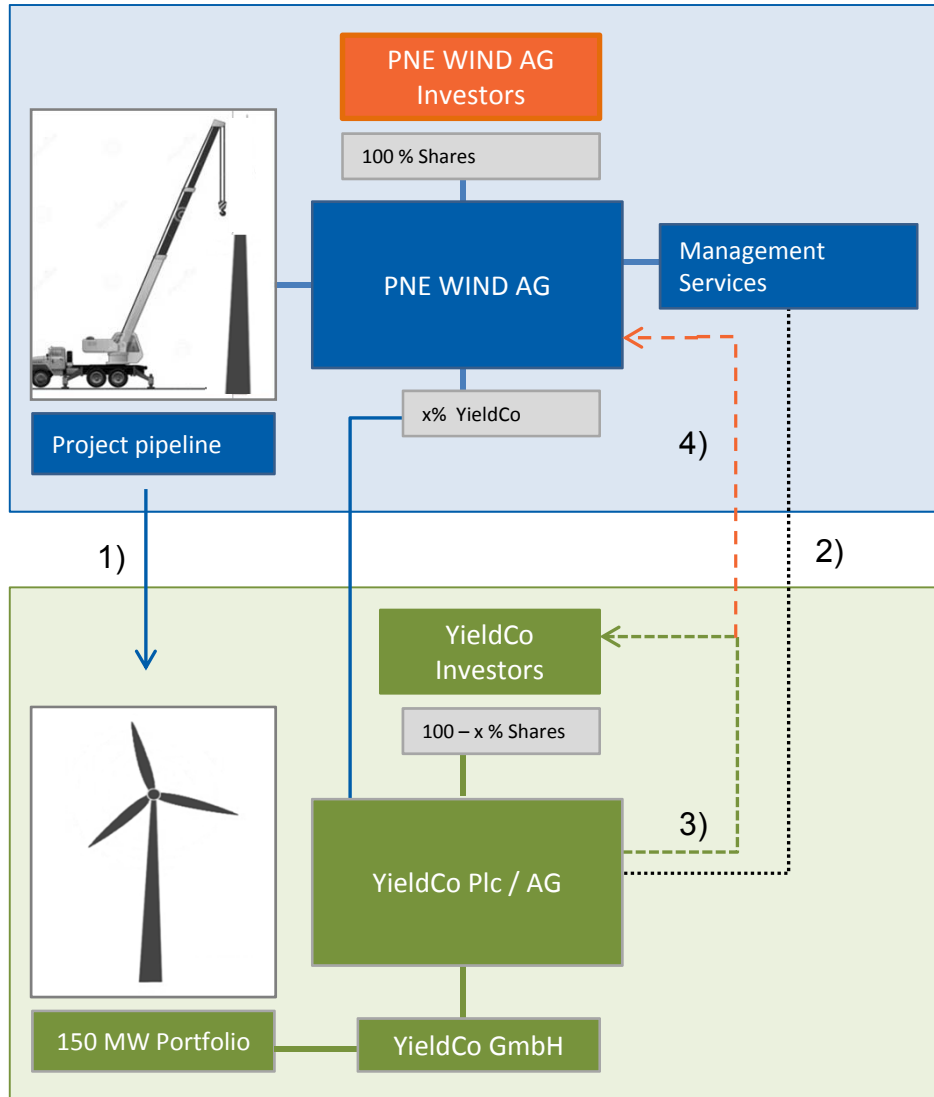 PNE WIND AG
Investors
100 % Shares
PNE WIND AG
Management
Services
x%  YieldCo
Project pipeline
4)
1)
2)
YieldCo
Investors
100 – x % Shares
3)
YieldCo Plc / AG
150 MW Portfolio
YieldCo GmbH